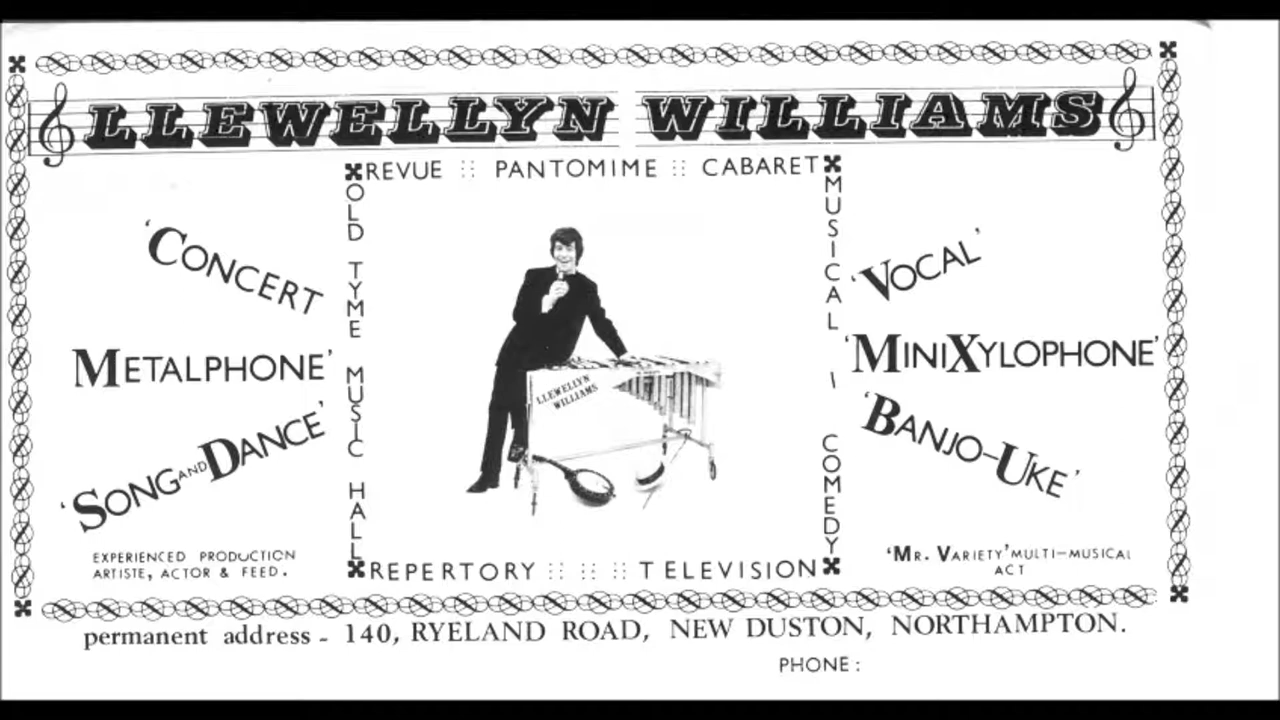 LLEWELLYN WILLIAMS
REVUE :: PANTOMIME :: CABARET
OLD TYME MUSIC HALL
MUSICAL I COMEDY
'CONCERT
METALPHONE'
'SONG AND DANCE'
EXPERIENCED PRODUCTION
ARTISTE, ACTOR & FEED.
LLEWELLYN
WILLIAMS
'VOCAL'
'MINIXYLOPHONE'
'BANJO-UKE'
'MR. VARIETY' MULTI-MUSICAL
ACT
REPERTORY :: :: :: TELEVISION
permanent address - 140, RYELAND ROAD, NEW DUSTON, NORTHAMPTON.
PHONE: